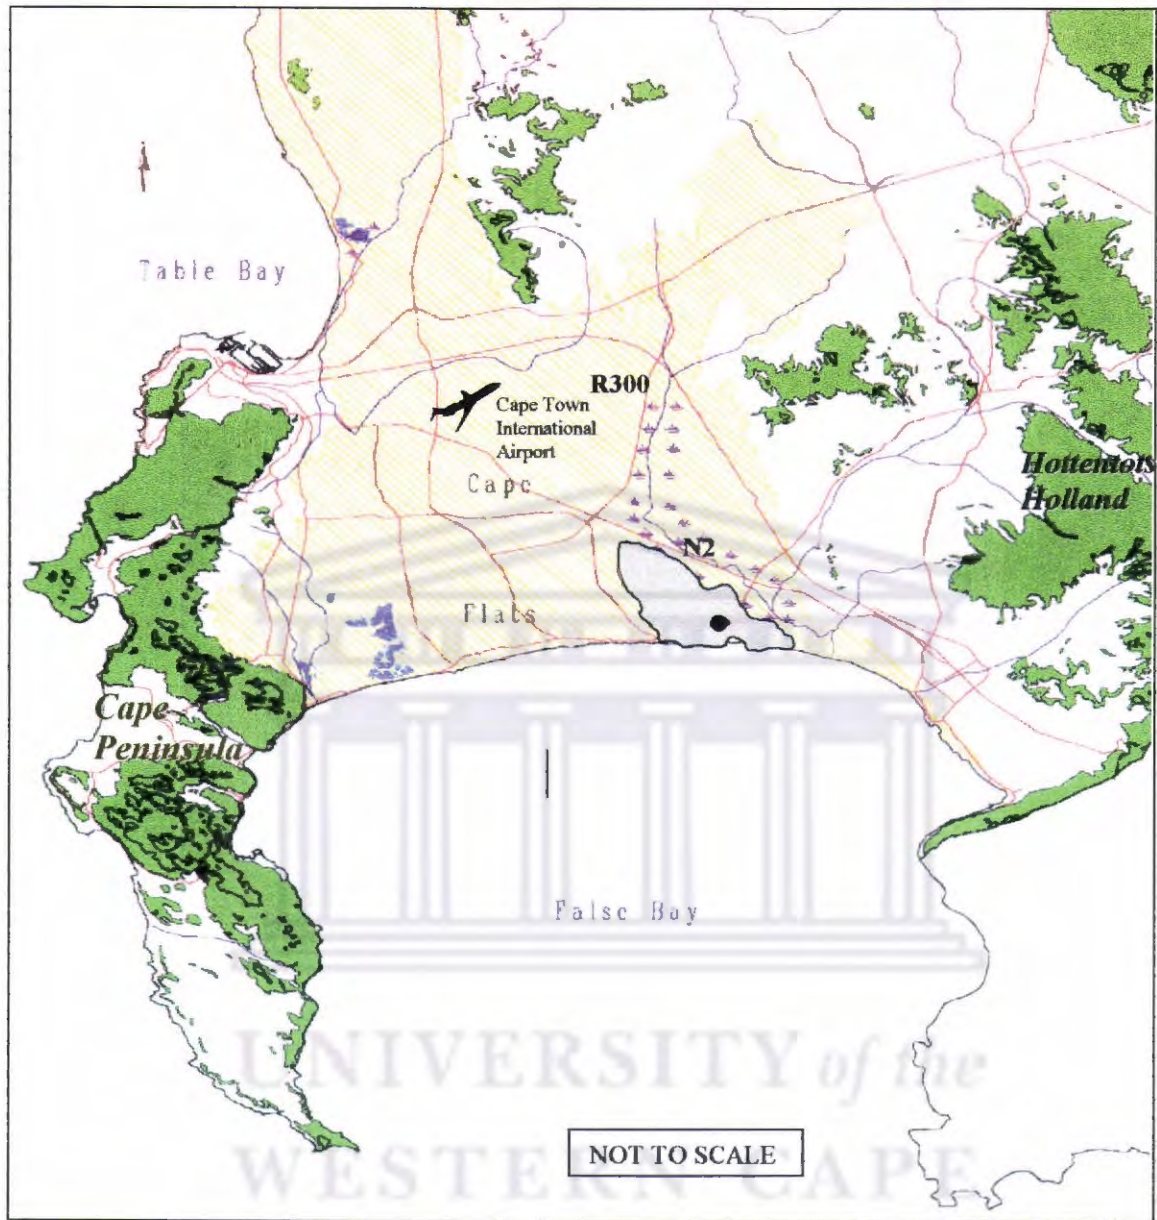 Table Bay
R300
Cape Town
International
Airport
Cape
Hottentots
Holland
N2
Flats
Cape
Peninsula
False Bay
UNIVERSITY of the
NOT TO SCALE
WESTERN CAPE